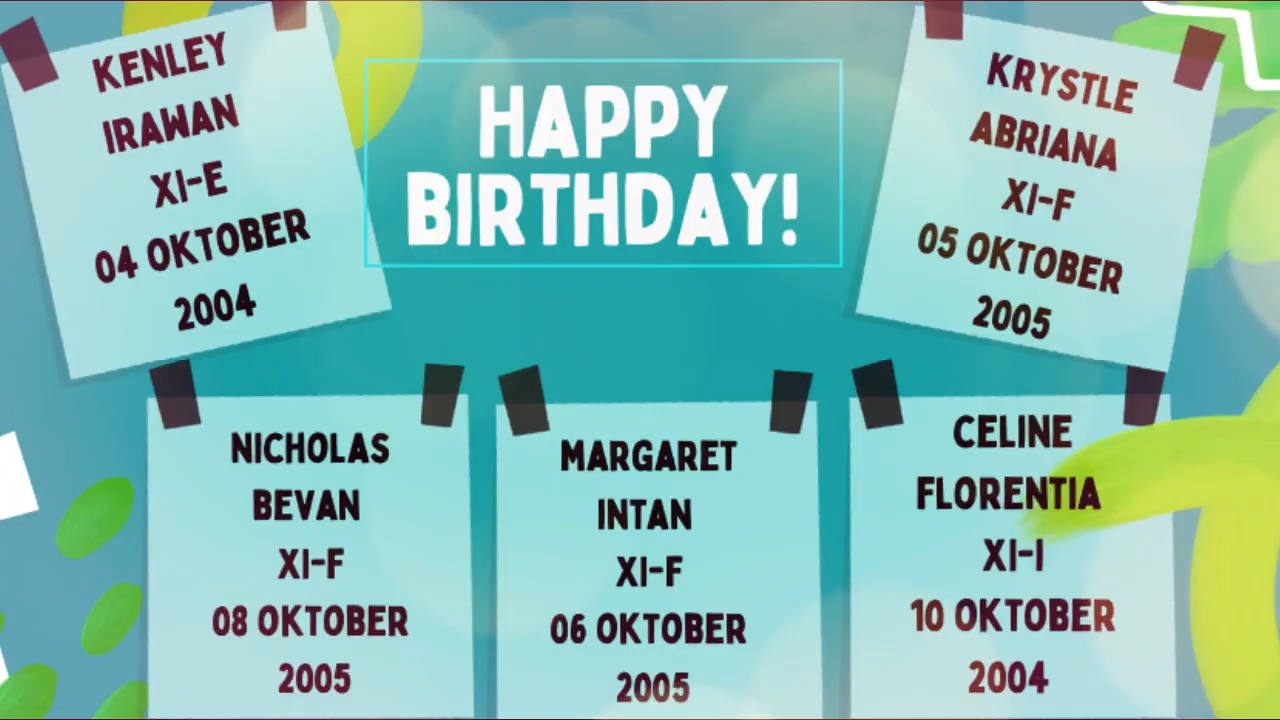 KENLEY
IRAWAN
XI-E
04 OKTOBER
2004
HAPPY
BIRTHDAY!
KRYSTLE
ABRIANA
XI-F
05 OKTOBER
2005
NICHOLAS
BEVAN
XI-F
08 OKTOBER
2005
MARGARET
INTAN
XI-F
06 OKTOBER
2005
CELINE
FLORENTIA
XI-I
10 OKTOBER
2004